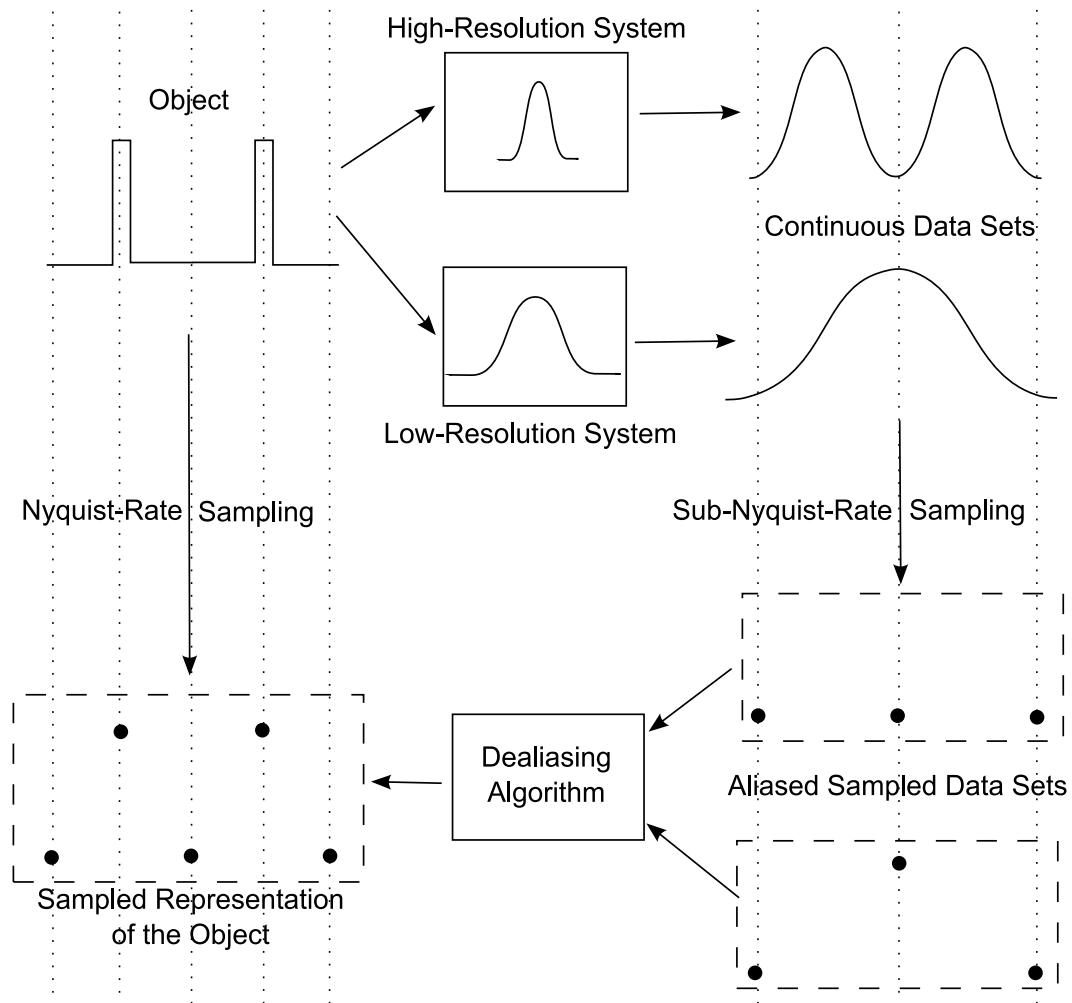 High-Resolution System
Object
Continuous Data Sets
Low-Resolution System
Nyquist-Rate Sampling
Sub-Nyquist-Rate Sampling
Dealiasing
Algorithm
Aliased Sampled Data Sets
Sampled Representation
of the Object